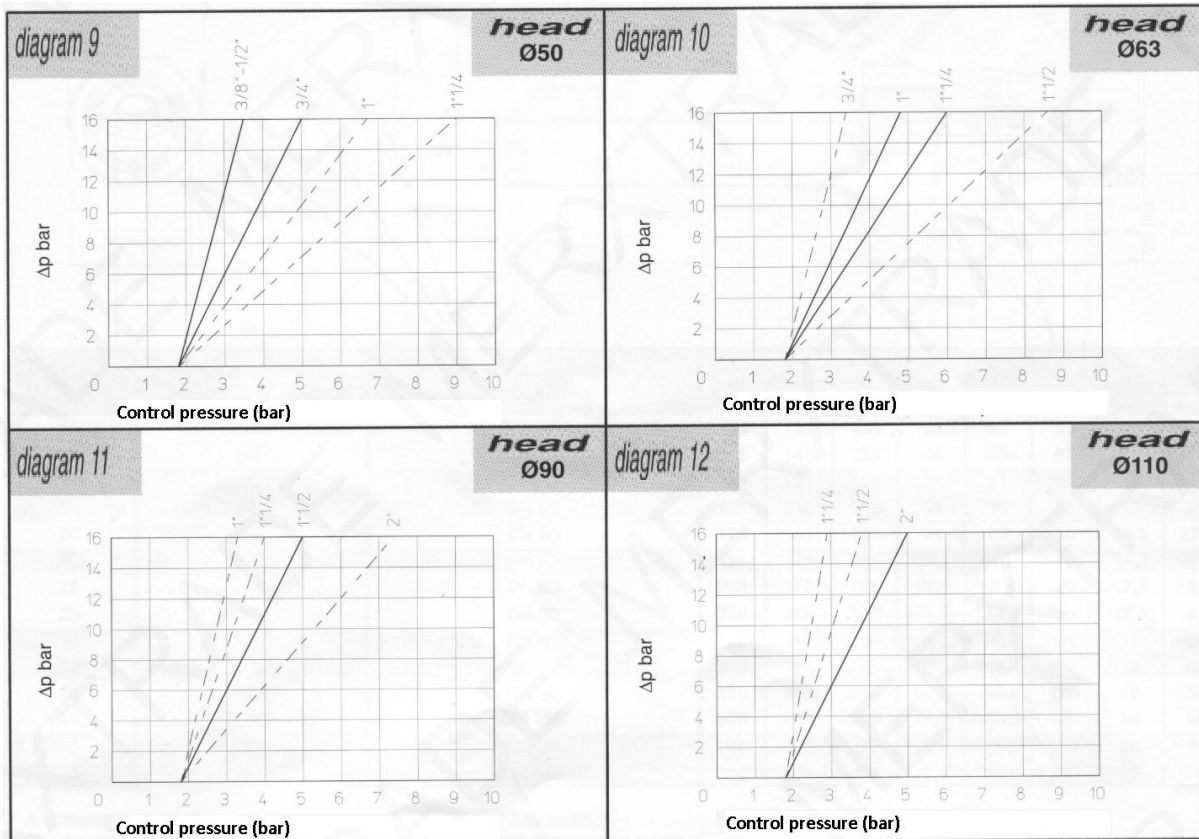 diagram 9
head
Ø50
3/8"-1/2"
3/4"
1"
1"1/4
16
14
12
10
8
6
4
2
Δp bar
0 1 2 3 4 5 6 7 8 9 10
Control pressure (bar)
diagram 10
head
Ø63
3/4"
1"
1"1/4
1"1/2
16
14
12
10
8
6
4
2
Δp bar
0 1 2 3 4 5 6 7 8 9 10
Control pressure (bar)
diagram 11
head
Ø90
1"
1"1/4
1"1/2
2"
16
14
12
10
8
6
4
2
Δp bar
0 1 2 3 4 5 6 7 8 9 10
Control pressure (bar)
diagram 12
head
Ø110
1"1/4
1"1/2
2"
16
14
12
10
8
6
4
2
Δp bar
0 1 2 3 4 5 6 7 8 9 10
Control pressure (bar)
MERX TRADE